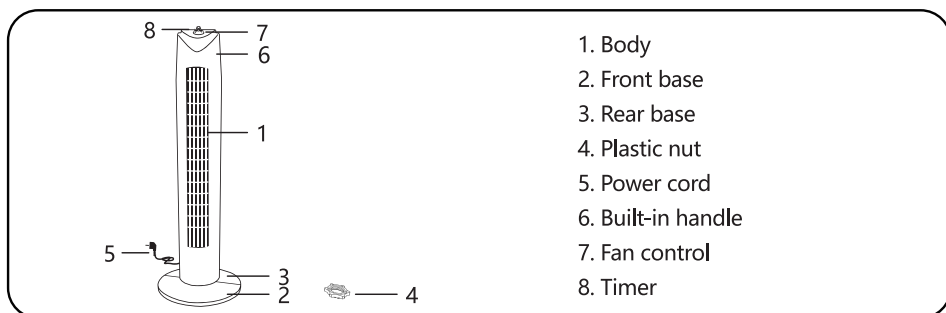 8
7
6
1
5
3
2
4
1. Body
2. Front base
3. Rear base
4. Plastic nut
5. Power cord
6. Built-in handle
7. Fan control
8. Timer